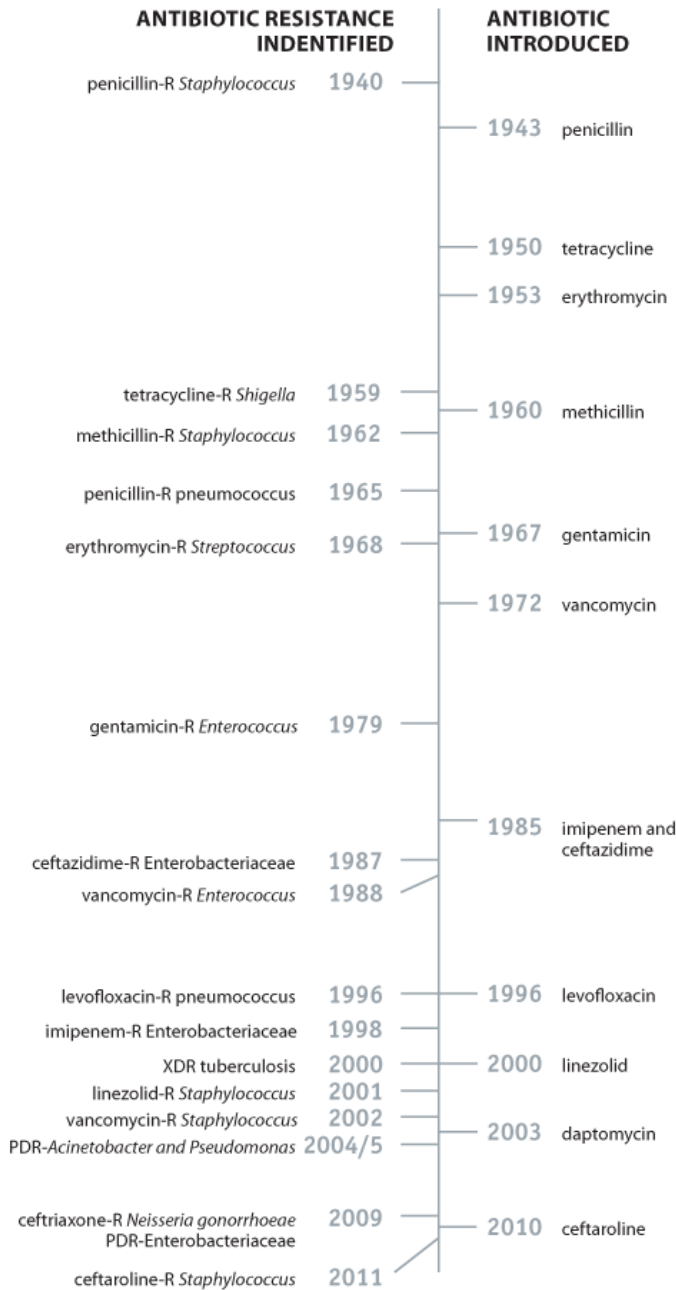 ANTIBIOTIC RESISTANCE
INDENTIFIED
ANTIBIOTIC
INTRODUCED
penicillin-R Staphylococcus 1940
1943 penicillin
1950 tetracycline
1953 erythromycin
tetracycline-R Shigella 1959
1960 methicillin
methicillin-R Staphylococcus 1962
penicillin-R pneumococcus 1965
1967 gentamicin
erythromycin-R Streptococcus 1968
1972 vancomycin
gentamicin-R Enterococcus 1979
1985 imipenem and
ceftazidime
ceftazidime-R Enterobacteriaceae 1987
vancomycin-R Enterococcus 1988
levofloxacin-R pneumococcus 1996
1996 levofloxacin
imipenem-R Enterobacteriaceae 1998
XDR tuberculosis 2000
2000 linezolid
linezolid-R Staphylococcus 2001
vancomycin-R Staphylococcus 2002
2003 daptomycin
PDR-Acinetobacter and Pseudomonas 2004/5
ceftriaxone-R Neisseria gonorrhoeae 2009
PDR-Enterobacteriaceae
2010 ceftaroline
ceftaroline-R Staphylococcus 2011